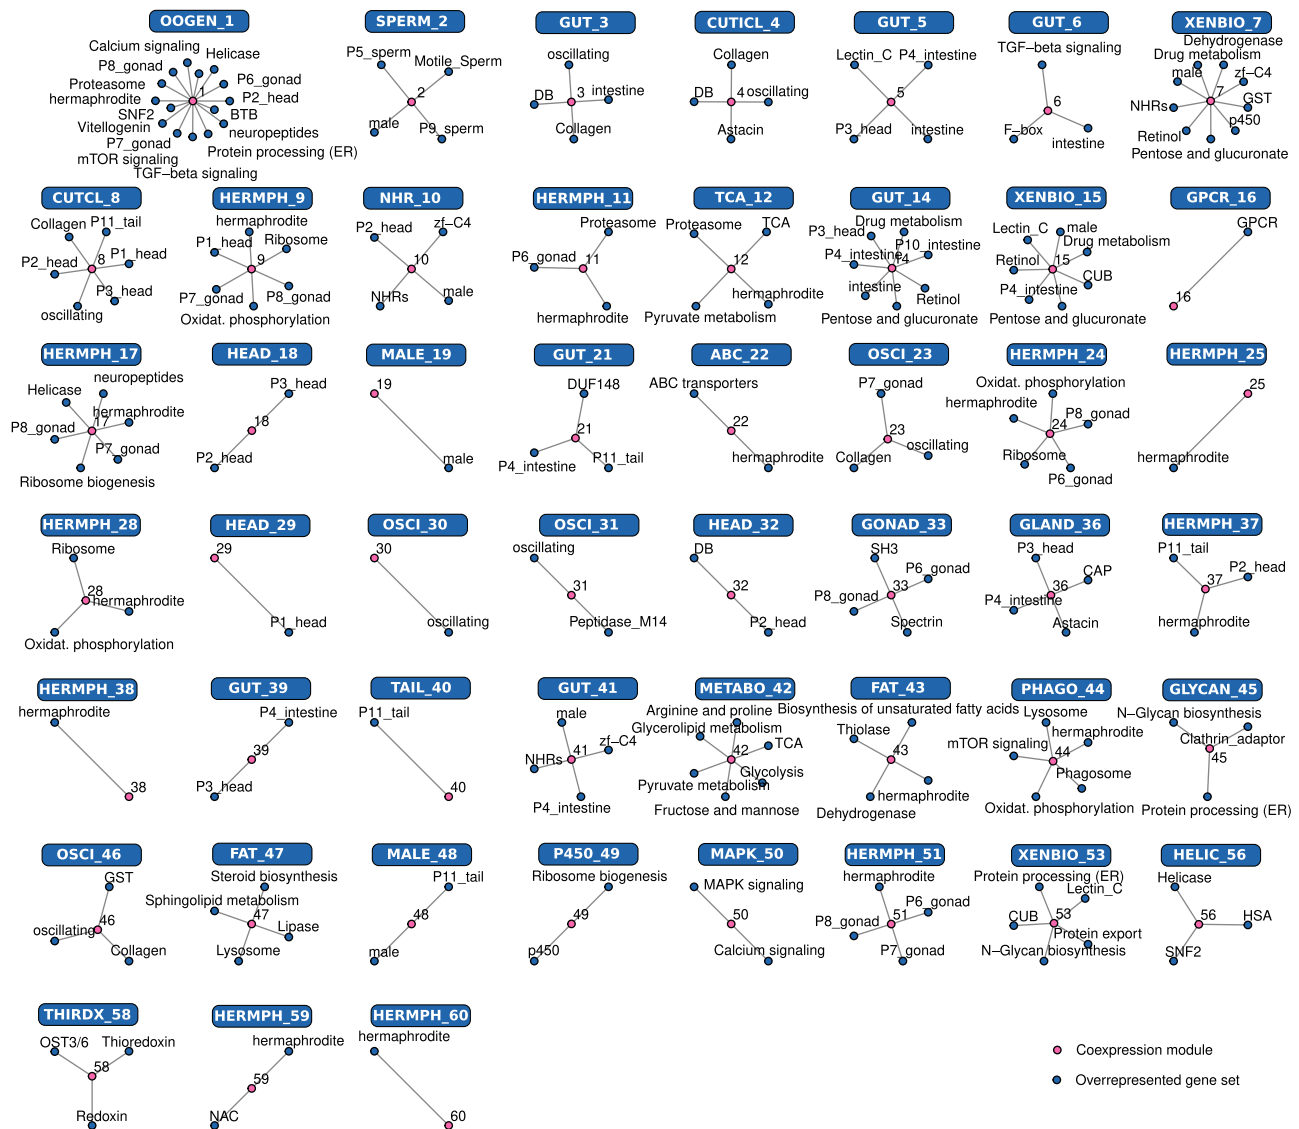 OOGEN_1
Calcium signaling
Helicase
P8_gonad
P6_gonad
Proteasome
1
P2_head
hermaphrodite
SNF2
BTB
Vitellogenin
neuropeptides
P7_gonad
Protein processing (ER)
mTOR signaling
TGF−beta signaling
SPERM_2
P5_sperm
Motile_Sperm
2
male
P9_sperm
GUT_3
oscillating
DB
3
intestine
Collagen
CUTICL_4
Collagen
DB
4
oscillating
Astacin
GUT_5
Lectin_C
P4_intestine
5
P3_head
intestine
GUT_6
TGF−beta signaling
6
F−box
intestine
XENBIO_7
Dehydrogenase
Drug metabolism
male
zf−C4
7
NHRs
GST
p450
Retinol
Pentose and glucuronate
CUTCL_8
Collagen
P11_tail
P2_head
8
P1_head
P3_head
oscillating
HERMPH_9
hermaphrodite
P1_head
Ribosome
9
P7_gonad
P8_gonad
Oxidat. phosphorylation
NHR_10
P2_head
zf−C4
10
NHRs
male
HERMPH_11
Proteasome
P6_gonad
11
hermaphrodite
TCA_12
Proteasome
TCA
12
hermaphrodite
Pyruvate metabolism
GUT_14
Drug metabolism
P3_head
P10_intestine
P4_intestine
14
intestine
Retinol
Pentose and glucuronate
XENBIO_15
Lectin_C
male
Drug metabolism
Retinol
15
CUB
P4_intestine
Pentose and glucuronate
GPCR_16
GPCR
16
HERMPH_17
neuropeptides
Helicase
hermaphrodite
P8_gonad
17
P7_gonad
Ribosome biogenesis
HEAD_18
P3_head
18
P2_head
MALE_19
19
male
GUT_21
DUF148
21
P4_intestine
P11_tail
ABC_22
ABC transporters
22
hermaphrodite
OSCI_23
P7_gonad
23
oscillating
Collagen
HERMPH_24
Oxidat. phosphorylation
hermaphrodite
P8_gonad
24
Ribosome
P6_gonad
HERMPH_25
25
hermaphrodite
HERMPH_28
Ribosome
28
hermaphrodite
Oxidat. phosphorylation
HEAD_29
29
P1_head
OSCI_30
30
oscillating
OSCI_31
oscillating
31
Peptidase_M14
HEAD_32
DB
32
P2_head
GONAD_33
SH3
P6_gonad
33
P8_gonad
Spectrin
GLAND_36
P3_head
CAP
36
P4_intestine
Astacin
HERMPH_37
P11_tail
P2_head
37
hermaphrodite
HERMPH_38
hermaphrodite
38
GUT_39
P4_intestine
39
P3_head
TAIL_40
P11_tail
40
GUT_41
male
zf−C4
41
NHRs
P4_intestine
METABO_42
Arginine and proline
Glycerolipid metabolism
42
TCA
Glycolysis
Pyruvate metabolism
Fructose and mannose
FAT_43
Biosynthesis of unsaturated fatty acids
Thiolase
43
hermaphrodite
Dehydrogenase
PHAGO_44
Lysosome
hermaphrodite
mTOR signaling
44
Phagosome
Oxidat. phosphorylation
GLYCAN_45
N−Glycan biosynthesis
Clathrin_adaptor
45
Protein processing (ER)
OSCI_46
GST
46
oscillating
Collagen
FAT_47
Steroid biosynthesis
Sphingolipid metabolism
47
Lipase
Lysosome
MALE_48
P11_tail
48
male
P450_49
Ribosome biogenesis
49
p450
MAPK_50
MAPK signaling
50
Calcium signaling
HERMPH_51
hermaphrodite
P6_gonad
P8_gonad
51
P7_gonad
XENBIO_53
Protein processing (ER)
Lectin_C
CUB
53
Protein export
N−Glycan biosynthesis
HELIC_56
Helicase
56
HSA
SNF2
THIRDX_58
OST3/6
Thioredoxin
58
Redoxin
HERMPH_59
hermaphrodite
59
NAC
HERMPH_60
hermaphrodite
60
Coexpression module
Overrepresented gene set